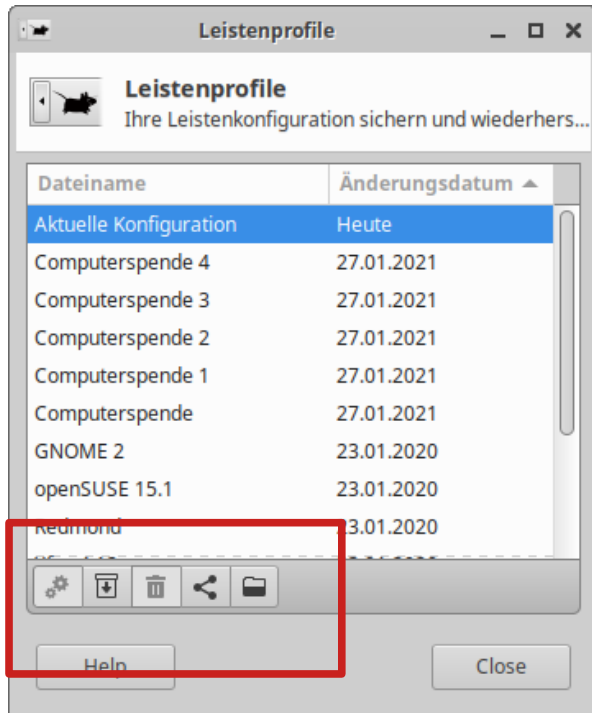 Leistenprofile
Leistenprofile
Ihre Leistenkonfiguration sichern und wiederhers...
Dateiname Änderungsdatum
Aktuelle Konfiguration Heute
Computerspende 4 27.01.2021
Computerspende 3 27.01.2021
Computerspende 2 27.01.2021
Computerspende 1 27.01.2021
Computerspende 27.01.2021
GNOME 2 23.01.2020
openSUSE 15.1 23.01.2020
Redmond 23.01.2020
Help Close